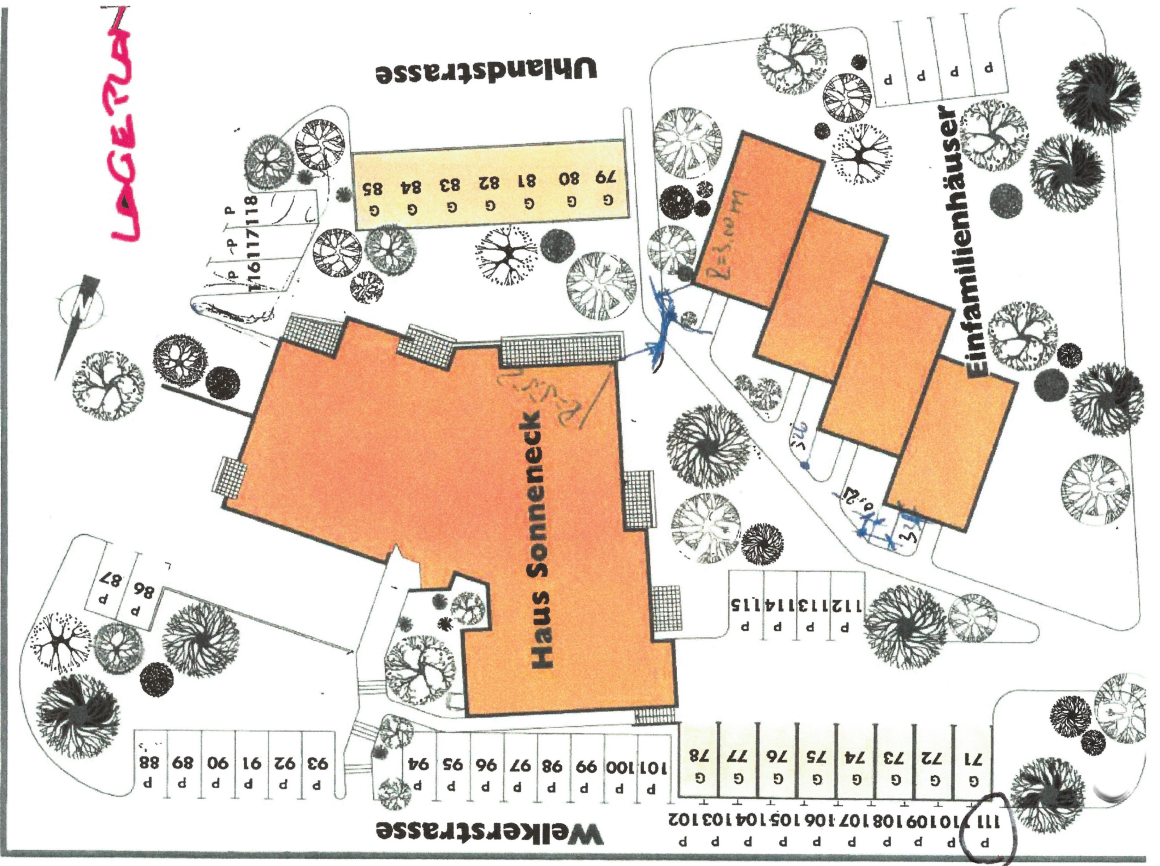 LAGEPLAN
Uhlandstrasse
P P P P
Einfamilienhäuser
85 84 83 82 81 80 79
G G G G G G G
P P P
116 117 118
326
Haus Sonneneck
87 86
P P
115 114 113 112
P P P P
88 89 90 91 92 93
P P P P P P
94 95 96 97 98 99 100 101
P P P P P P P P
78 77 76 75 74 73 72 71
G G G G G G G G
102 103 104 105 106 107 108 109 110 111
P P P P P P P P P P
Welkerstrasse